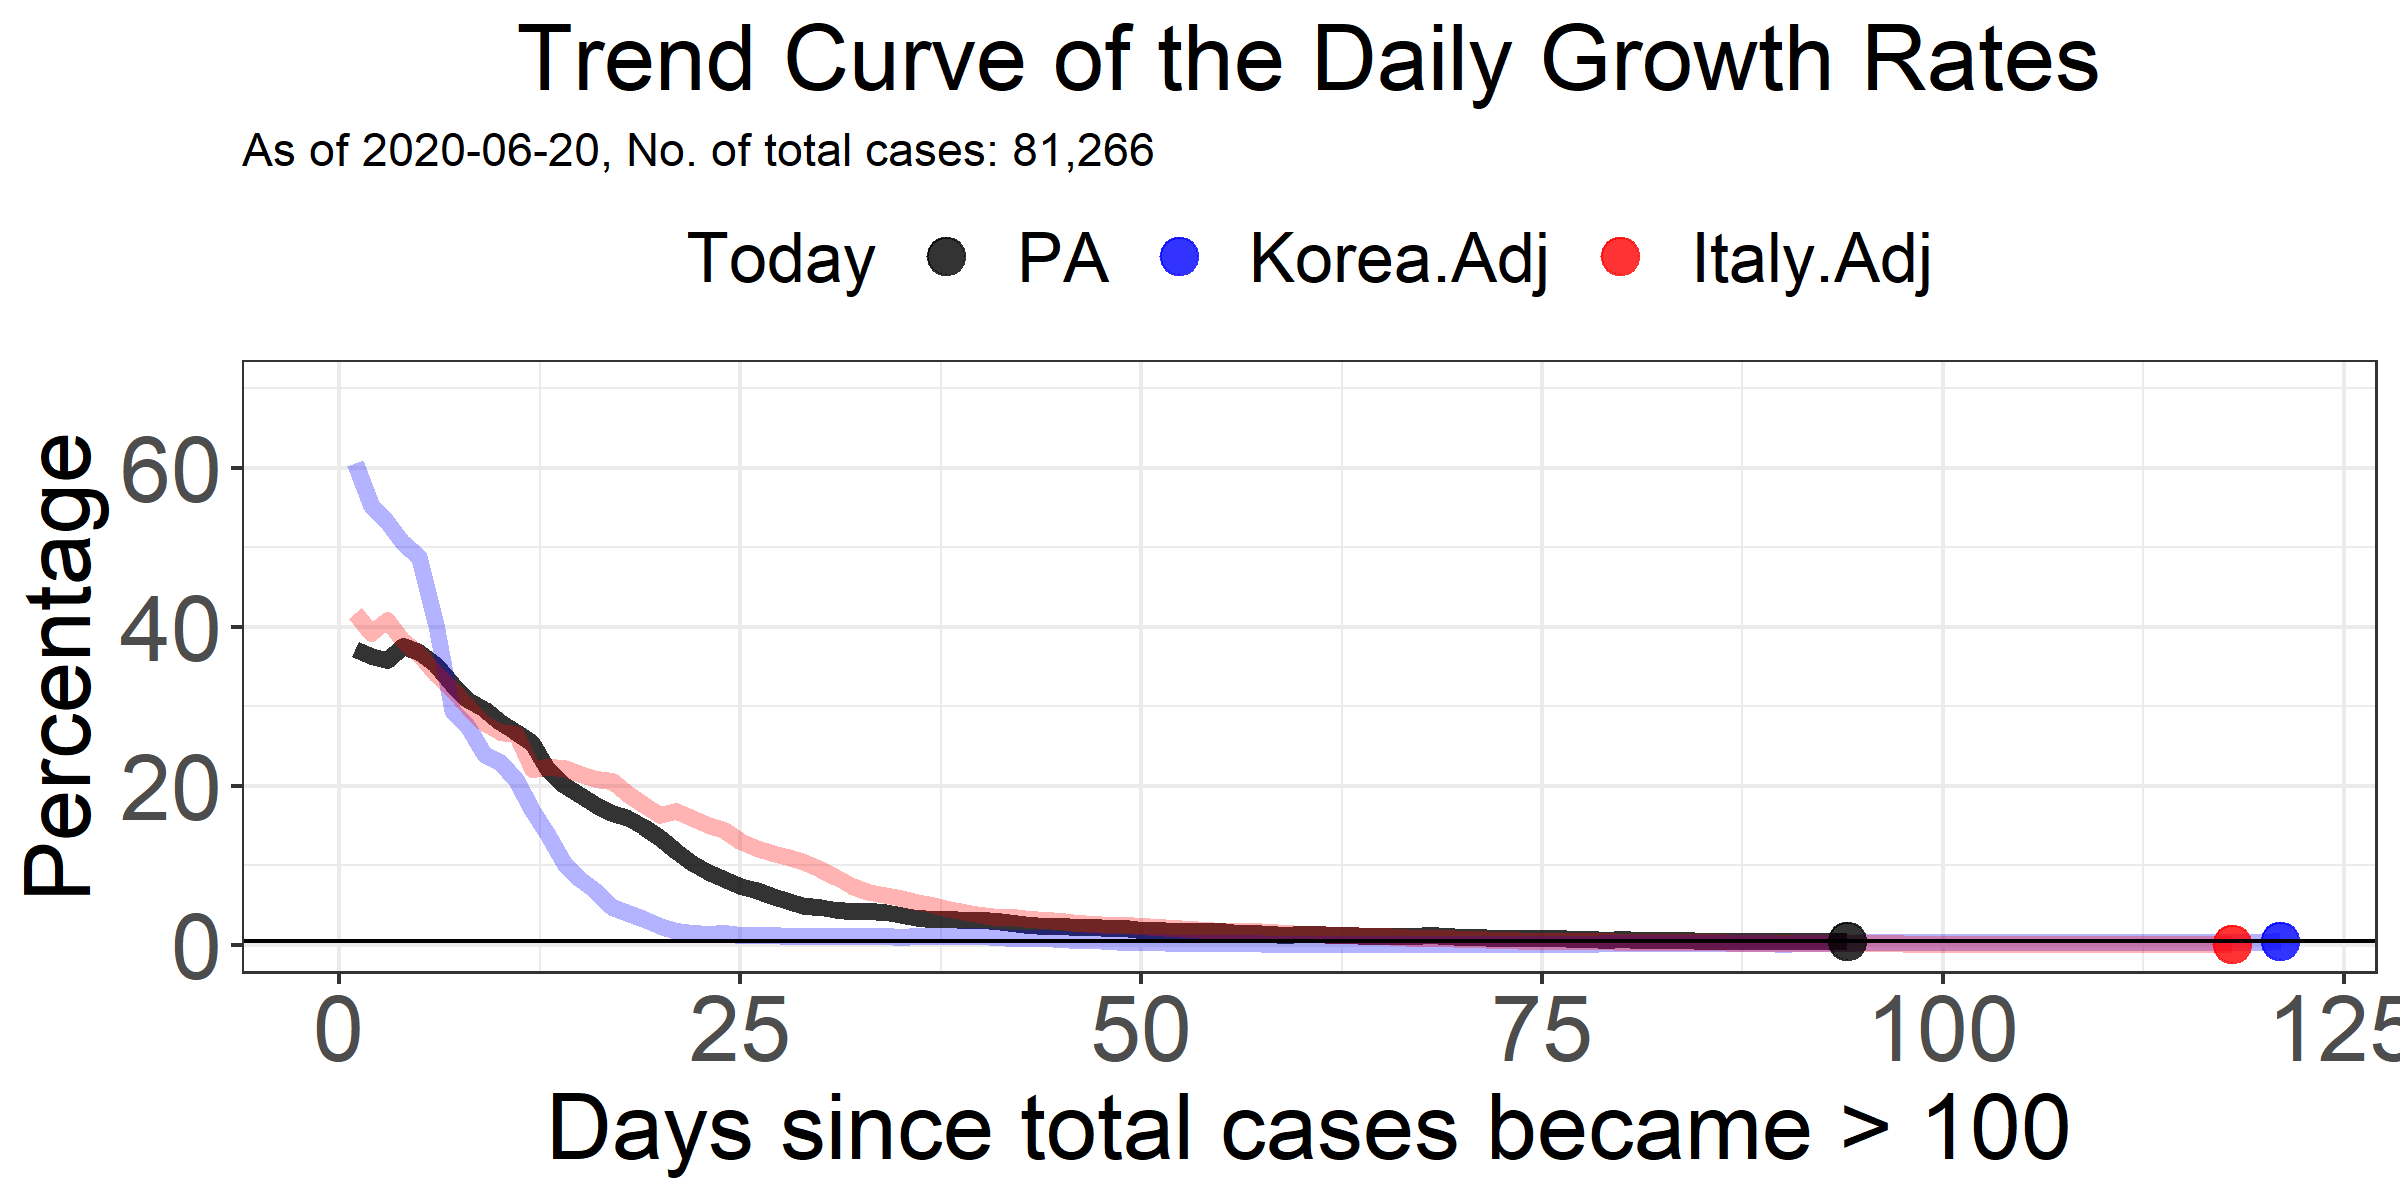 Trend Curve of the Daily Growth Rates
As of 2020-06-20, No. of total cases: 81,266
Today PA Korea.Adj Italy.Adj
Percentage
60
40
20
0
0 25 50 75 100 125
Days since total cases became > 100